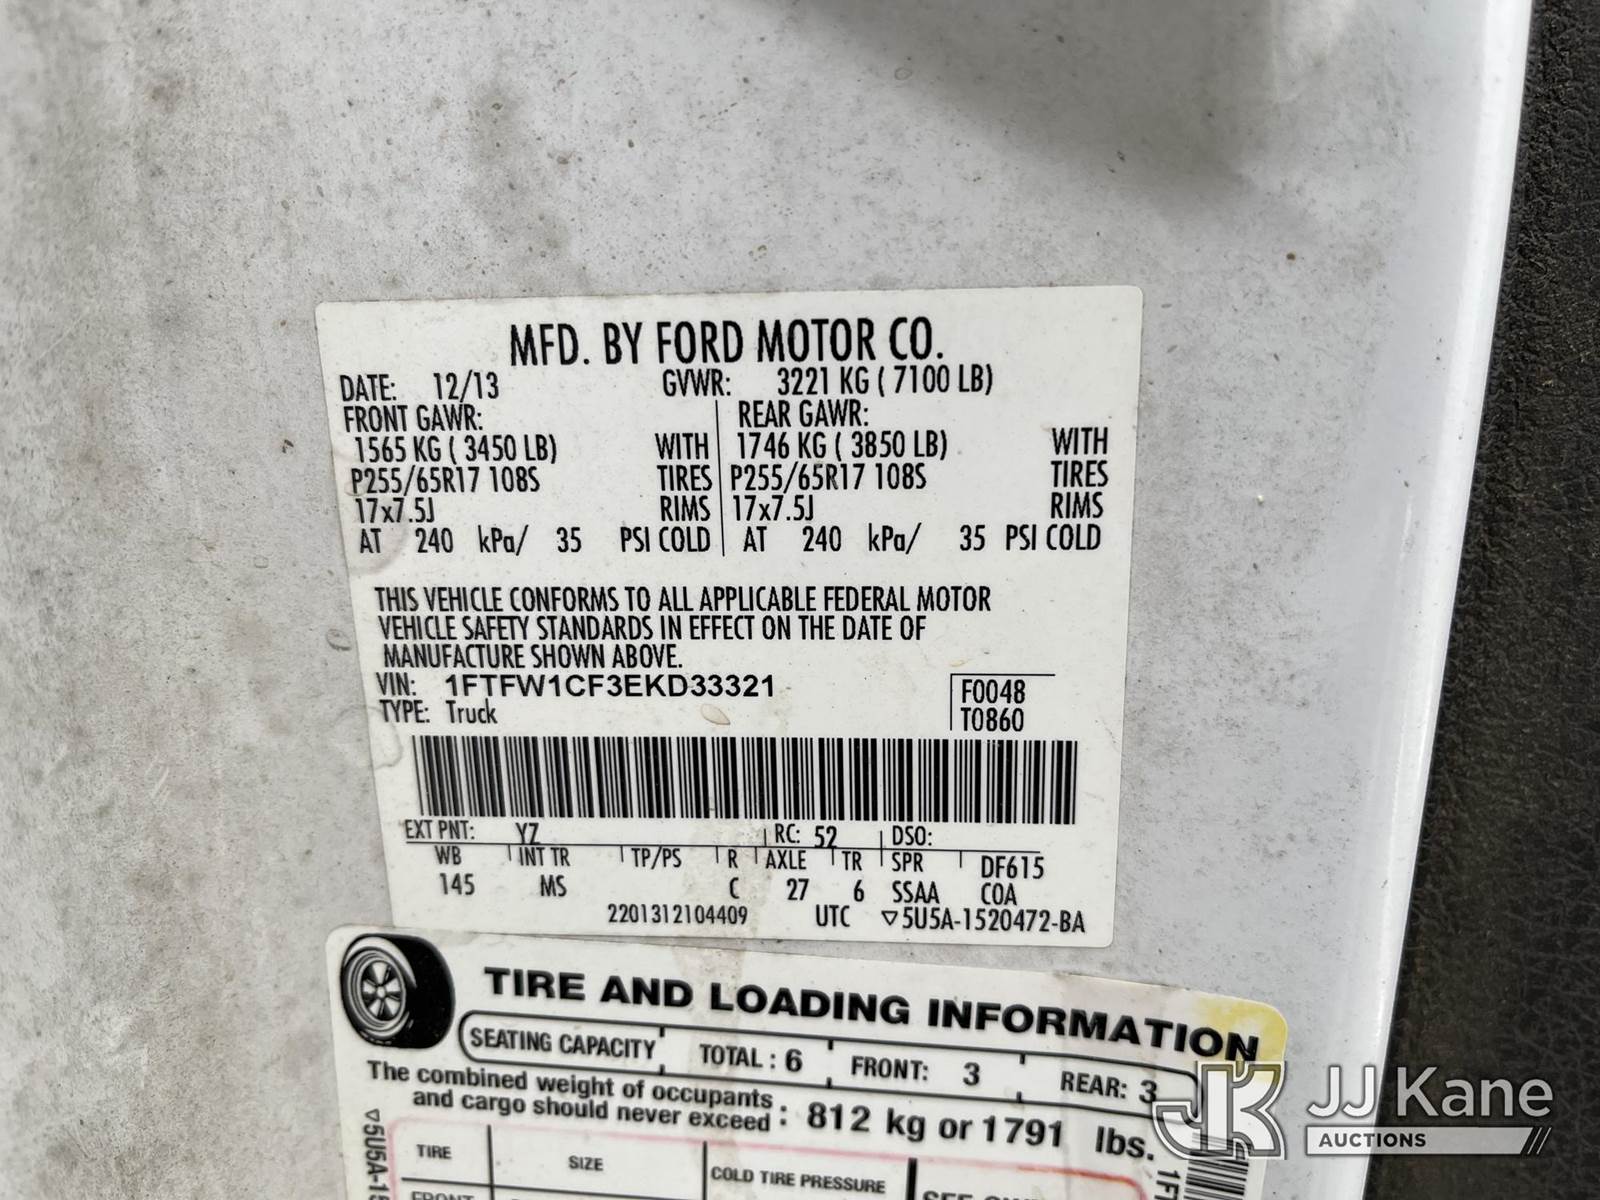 MFD. BY FORD MOTOR CO.
DATE: 12/13 GVWR: 3221 KG ( 7100 LB)
FRONT GAWR: REAR GAWR:
1565 KG ( 3450 LB) WITH 1746 KG ( 3850 LB) WITH
P255/65R17 108S TIRES P255/65R17 108S TIRES
17x7.5J RIMS 17x7.5J RIMS
AT 240 kPa/ 35 PSI COLD AT 240 kPa/ 35 PSI COLD
THIS VEHICLE CONFORMS TO ALL APPLICABLE FEDERAL MOTOR
VEHICLE SAFETY STANDARDS IN EFFECT ON THE DATE OF
MANUFACTURE SHOWN ABOVE.
VIN: 1FTFW1CF3EKD33321 F0048
TYPE: Truck T0860
EXT PNT: YZ RC: 52 DSO:
WB INT TR TP/PS R AXLE TR SPR DF615
145 MS C 27 6 SSAA COA
2201312104409 UTC ▽5U5A-1520472-BA
TIRE AND LOADING INFORMATION
SEATING CAPACITY TOTAL : 6 FRONT: 3 REAR: 3
The combined weight of occupants
and cargo should never exceed : 812 kg or 1791 lbs.
TIRE SIZE COLD TIRE PRESSURE
FRONT
▽5U5A-15
1F
JJ Kane
AUCTIONS